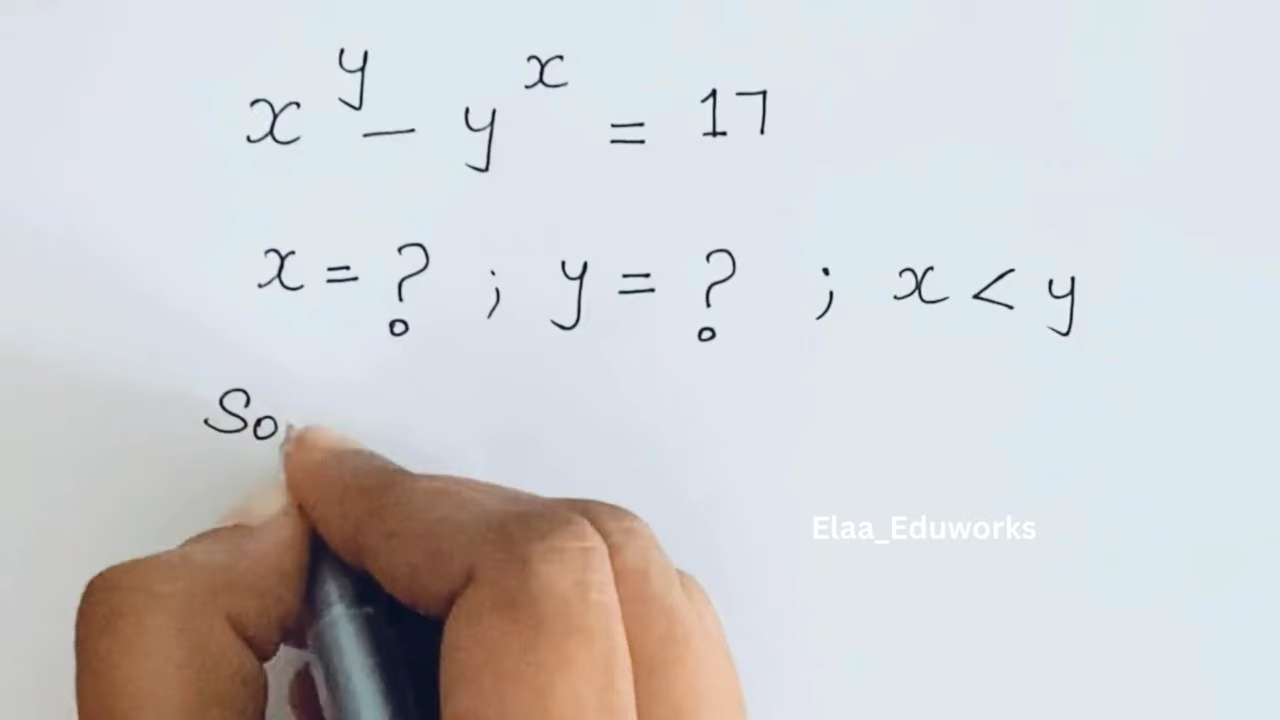 x^y - y^x = 17
x = ? ; y = ? ; x < y
So
Elaa_Eduworks